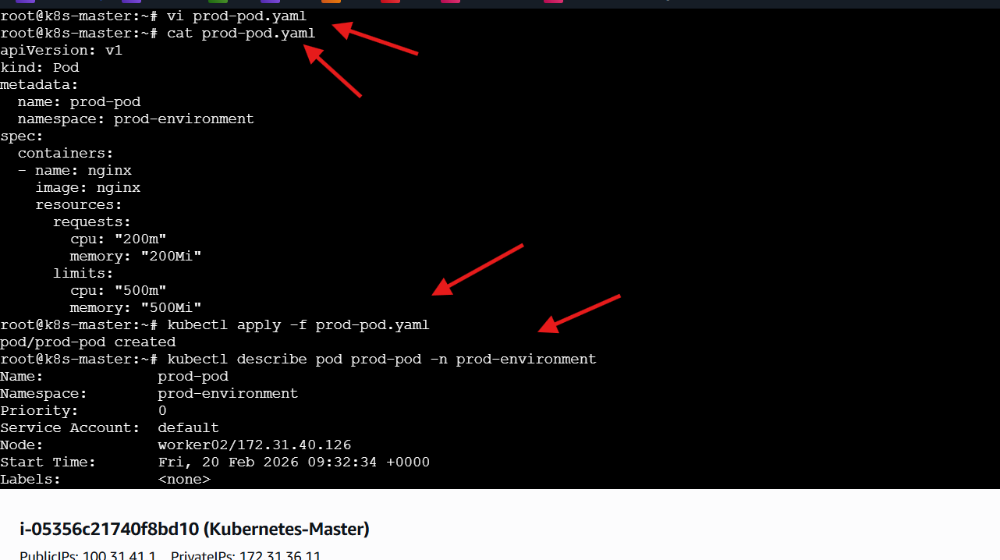 root@k8s-master:~# vi prod-pod.yaml
root@k8s-master:~# cat prod-pod.yaml
apiVersion: v1
kind: Pod
metadata:
  name: prod-pod
  namespace: prod-environment
spec:
  containers:
  - name: nginx
    image: nginx
    resources:
      requests:
        cpu: "200m"
        memory: "200Mi"
      limits:
        cpu: "500m"
        memory: "500Mi"
root@k8s-master:~# kubectl apply -f prod-pod.yaml
pod/prod-pod created
root@k8s-master:~# kubectl describe pod prod-pod -n prod-environment
Name:             prod-pod
Namespace:        prod-environment
Priority:         0
Service Account:  default
Node:             worker02/172.31.40.126
Start Time:       Fri, 20 Feb 2026 09:32:34 +0000
Labels:           <none>
i-05356c21740f8bd10 (Kubernetes-Master)
PublicIPs: 100.31.41.1    PrivateIPs: 172.31.36.11